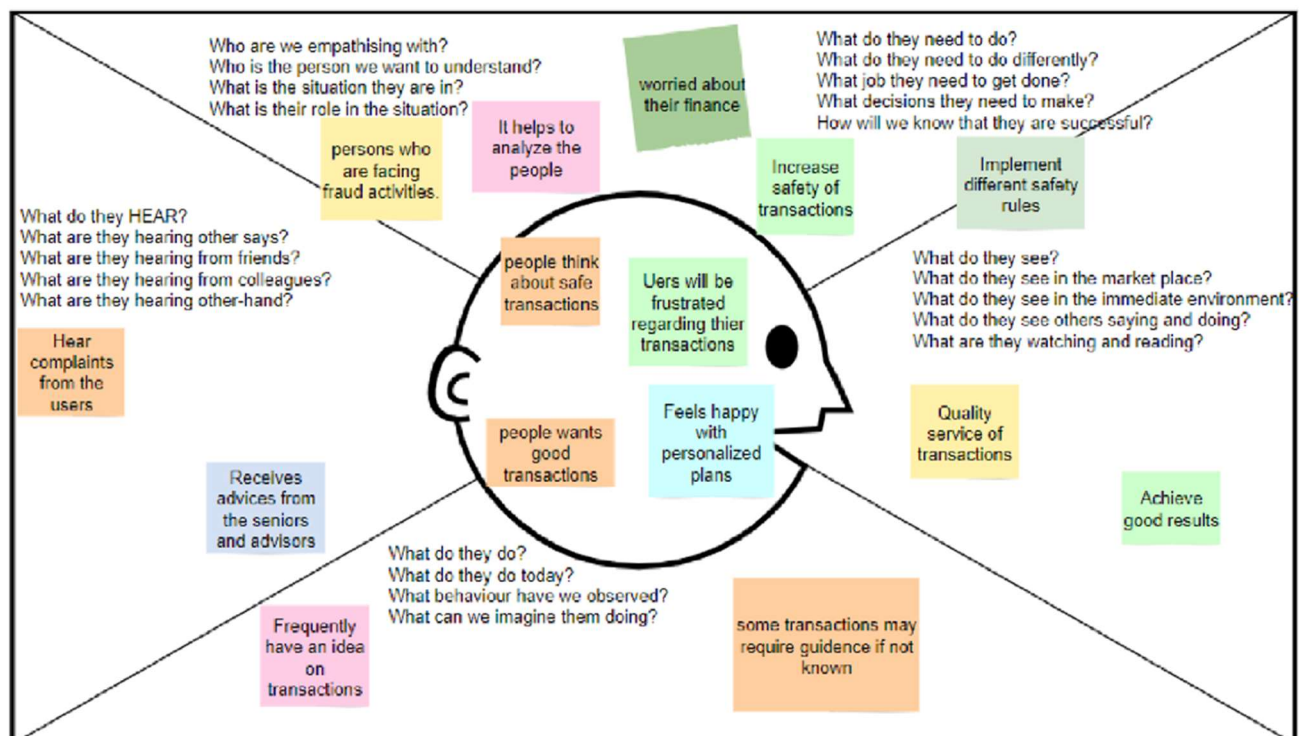 Who are we empathising with?
Who is the person we want to understand?
What is the situation they are in?
What is their role in the situation?
persons who
are facing
fraud activities.
It helps to
analyze the
people
worried about
their finance
What do they need to do?
What do they need to do differently?
What job they need to get done?
What decisions they need to make?
How will we know that they are successful?
Increase
safety of
transactions
Implement
different safety
rules
What do they HEAR?
What are they hearing other says?
What are they hearing from friends?
What are they hearing from colleagues?
What are they hearing other-hand?
Hear
complaints
from the
users
Receives
advices from
the seniors
and advisors
people think
about safe
transactions
Uers will be
frustrated
regarding thier
transactions
people wants
good
transactions
Feels happy
with
personalized
plans
What do they see?
What do they see in the market place?
What do they see in the immediate environment?
What do they see others saying and doing?
What are they watching and reading?
Quality
service of
transactions
Achieve
good results
What do they do?
What do they do today?
What behaviour have we observed?
What can we imagine them doing?
Frequently
have an idea
on
transactions
some transactions may
require guidance if not
known